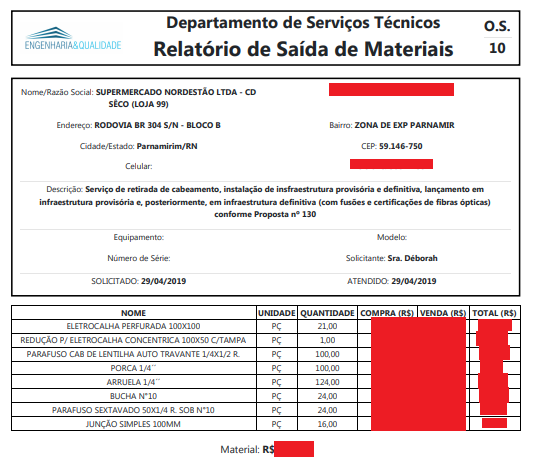 Departamento de Serviços Técnicos
Relatório de Saída de Materiais
O.S.
10
ENGENHARIA&QUALIDADE
Nome/Razão Social: SUPERMERCADO NORDESTÃO LTDA - CD
SÊCO (LOJA 99)
Endereço: RODOVIA BR 304 S/N - BLOCO B Bairro: ZONA DE EXP PARNAMIR
Cidade/Estado: Parnamirim/RN CEP: 59.146-750
Celular:
Descrição: Serviço de retirada de cabeamento, instalação de insfraestrutura provisória e definitiva, lançamento em
infraestrutura provisória e, posteriormente, em infraestrutura definitiva (com fusões e certificações de fibras ópticas)
conforme Proposta nº 130
Equipamento: Modelo:
Número de Série: Solicitante: Sra. Déborah
SOLICITADO: 29/04/2019 ATENDIDO: 29/04/2019
NOME UNIDADE QUANTIDADE COMPRA (R$) VENDA (R$) TOTAL (R$)
ELETROCALHA PERFURADA 100X100 PÇ 21,00
REDUÇÃO P/ ELETROCALHA CONCENTRICA 100X50 C/TAMPA PÇ 1,00
PARAFUSO CAB DE LENTILHA AUTO TRAVANTE 1/4X1/2 R. PÇ 100,00
PORCA 1/4´´ PÇ 100,00
ARRUELA 1/4´´ PÇ 124,00
BUCHA N°10 PÇ 24,00
PARAFUSO SEXTAVADO 50X1/4 R. SOB N°10 PÇ 24,00
JUNÇÃO SIMPLES 100MM PÇ 16,00
Material: R$